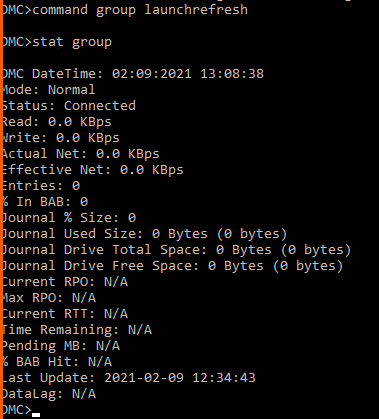 DMC>command group launchrefresh
DMC>stat group
DMC DateTime: 02:09:2021 13:08:38
Mode: Normal
Status: Connected
Read: 0.0 KBps
Write: 0.0 KBps
Actual Net: 0.0 KBps
Effective Net: 0.0 KBps
Entries: 0
% In BAB: 0
Journal % Size: 0
Journal Used Size: 0 Bytes (0 bytes)
Journal Drive Total Space: 0 Bytes (0 bytes)
Journal Drive Free Space: 0 Bytes (0 bytes)
Current RPO: N/A
Max RPO: N/A
Current RTT: N/A
Time Remaining: N/A
Pending MB: N/A
% BAB Hit: N/A
Last Update: 2021-02-09 12:34:43
DataLag: N/A
DMC>